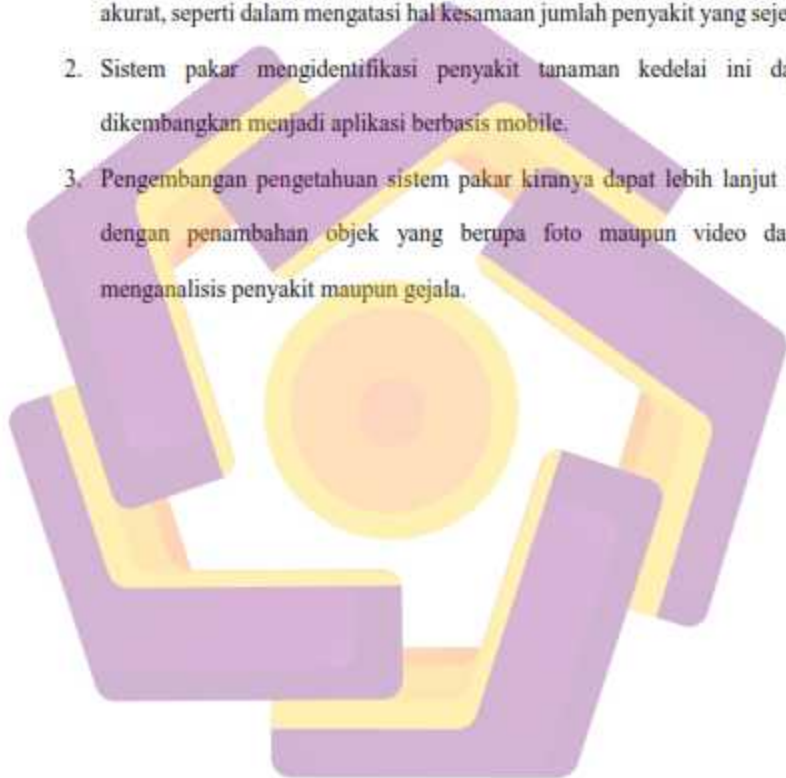 akurat, seperti dalam mengatasi hal kesamaan jumlah penyakit yang seje
2. Sistem pakar mengidentifikasi penyakit tanaman kedelai ini da
dikembangkan menjadi aplikasi berbasis mobile.
3. Pengembangan pengetahuan sistem pakar kiranya dapat lebih lanjut
dengan penambahan objek yang berupa foto maupun video da
menganalisis penyakit maupun gejala.